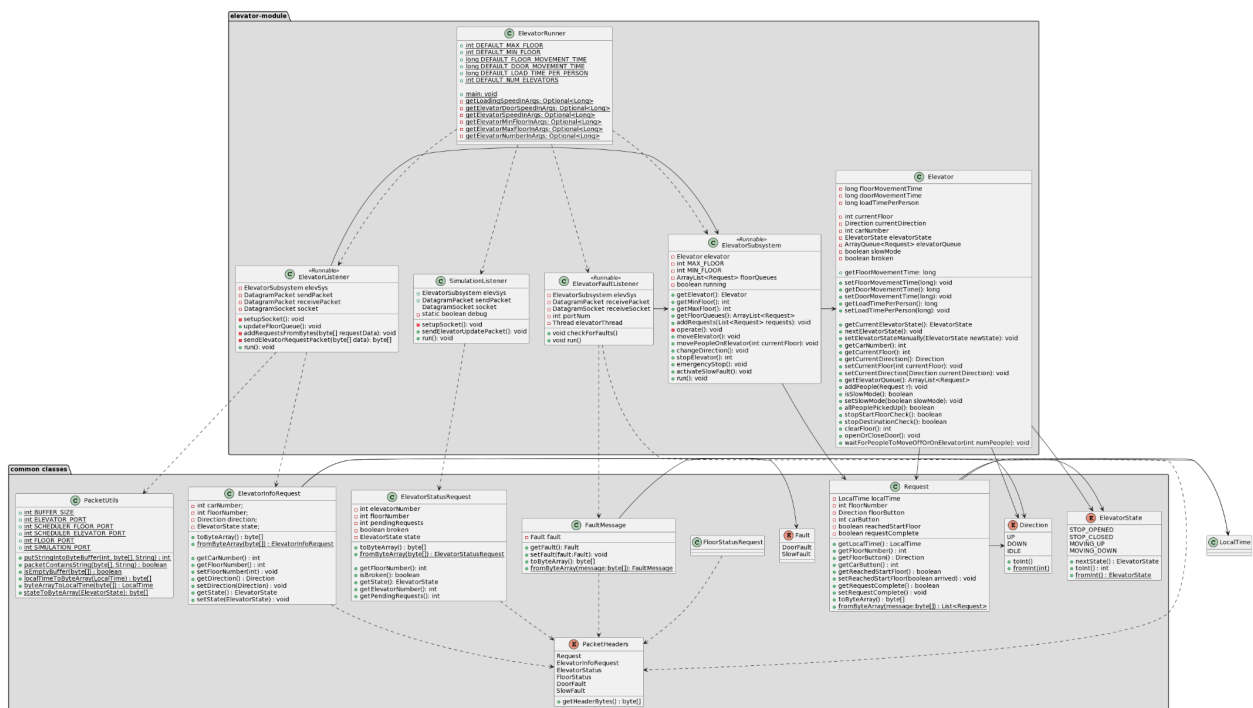 elevator-module
C ElevatorRunner
int DEFAULT_MAX_FLOOR
int DEFAULT_MIN_FLOOR
long DEFAULT_FLOOR_MOVEMENT_TIME
long DEFAULT_DOOR_MOVEMENT_TIME
long DEFAULT_LOAD_TIME_PER_PERSON
int DEFAULT_NUM_ELEVATORS
main: void
getLoadingSpeedInArgs: Optional<Long>
getElevatorDoorSpeedInArgs: Optional<Long>
getElevatorSpeedInArgs: Optional<Long>
getElevatorMinFloorInArgs: Optional<Long>
getElevatorMaxFloorInArgs: Optional<Long>
getElevatorNumberInArgs: Optional<Long>
C Elevator
long floorMovementTime
long doorMovementTime
long loadTimePerPerson
int currentFloor
Direction currentDirection
int carNumber
ElevatorState elevatorState
ArrayQueue<Request> elevatorQueue
boolean slowMode
boolean broken
getFloorMovementTime: long
setFloorMovementTime(long): void
getDoorMovementTime(): long
setDoorMovementTime(long): void
getLoadTimePerPerson(): long
setLoadTimePerPerson(long): void
getCurrentElevatorState(): ElevatorState
nextElevatorState(): void
setElevatorStateManually(ElevatorState newState): void
getCarNumber(): int
getCurrentFloor(): int
getCurrentDirection(): Direction
setCurrentFloor(int currentFloor): void
setCurrentDirection(Direction currentDirection): void
getElevatorQueue(): ArrayList<Request>
addPeople(Request r): void
isSlowMode(): boolean
setSlowMode(boolean slowMode): void
allPeoplePickedUp(): boolean
stopStartFloorCheck(): boolean
stopDestinationCheck(): boolean
clearFloor(): int
openOrCloseDoor(): void
waitForPeopleToMoveOffOrOnElevator(int numPeople): void
«Runnable»
C ElevatorSubsystem
Elevator elevator
int MAX_FLOOR
int MIN_FLOOR
ArrayList<Request> floorQueues
boolean running
getElevator(): Elevator
getMinFloor(): int
getMaxFloor(): int
getFloorQueues(): ArrayList<Request>
addRequests(List<Request> requests): void
operate(): void
moveElevator(): void
movePeopleOnElevator(int currentFloor): void
changeDirection(): void
stopElevator(): int
emergencyStop(): void
activateSlowFault(): void
run(): void
«Runnable»
C ElevatorListener
ElevatorSubsystem elevSys
DatagramPacket sendPacket
DatagramPacket receivePacket
DatagramSocket socket
setupSocket(): void
updateFloorQueue(): void
addRequestsFromBytes(byte[] requestData): void
sendElevatorRequestPacket(byte[] data): byte[]
run(): void
C SimulationListener
ElevatorSubsystem elevSys
DatagramPacket sendPacket
DatagramSocket socket
static boolean debug
setupSocket(): void
sendElevatorUpdatePacket(): void
run(): void
«Runnable»
C ElevatorFaultListener
ElevatorSubsystem elevSys
DatagramPacket receivePacket
DatagramSocket receiveSocket
int portNum
Thread elevatorThread
void checkForFaults()
void run()
common classes
C PacketUtils
int BUFFER_SIZE
int ELEVATOR_PORT
int SCHEDULER_FLOOR_PORT
int SCHEDULER_ELEVATOR_PORT
int FLOOR_PORT
int SIMULATION_PORT
putStringIntoByteBuffer(int, byte[], String) : int
packetContainsString(byte[], String) : boolean
isEmptyBuffer(byte[]) : boolean
localTimeToByteArray(LocalTime) : byte[]
byteArrayToLocalTime(byte[]) : LocalTime
stateToByteArray(ElevatorState): byte[]
C ElevatorInfoRequest
int carNumber;
int floorNumber;
Direction direction;
ElevatorState state;
toByteArray() : byte[]
fromByteArray(byte[]) : ElevatorInfoRequest
getCarNumber() : int
getFloorNumber() : int
setFloorNumber(int) : void
getDirection() : Direction
setDirection(Direction) : void
getState() : ElevatorState
setState(ElevatorState) : void
C ElevatorStatusRequest
int elevatorNumber
int floorNumber
int pendingRequests
boolean broken
ElevatorState state
toByteArray() : byte[]
fromByteArray(byte[]) : ElevatorStatusRequest
getFloorNumber(): int
isBroken(): boolean
getState(): ElevatorState
getElevatorNumber(): int
getPendingRequests(): int
C FaultMessage
Fault fault
getFault(): Fault
setFault(Fault: Fault): void
toByteArray() : byte[]
fromByteArray(message:byte[]): FaultMessage
C FloorStatusRequest
E Fault
DoorFault
SlowFault
C Request
LocalTime localTime
int floorNumber
Direction floorButton
int carButton
boolean reachedStartFloor
boolean requestComplete
getLocalTime() : LocalTime
getFloorNumber() : int
getFloorButton() : Direction
getCarButton() : int
getReachedStartFloor() : boolean
setReachedStartFloor(boolean arrived) : void
getRequestComplete() : boolean
setRequestComplete() : void
toByteArray() : byte[]
fromByteArray(message:byte[]) : List<Request>
E Direction
UP
DOWN
IDLE
toInt()
fromInt(int)
E ElevatorState
STOP_OPENED
STOP_CLOSED
MOVING_UP
MOVING_DOWN
nextState() : ElevatorState
toInt() : int
fromInt() : ElevatorState
C LocalTime
E PacketHeaders
Request
ElevatorInfoRequest
ElevatorStatus
FloorStatus
DoorFault
SlowFault
getHeaderBytes() : byte[]